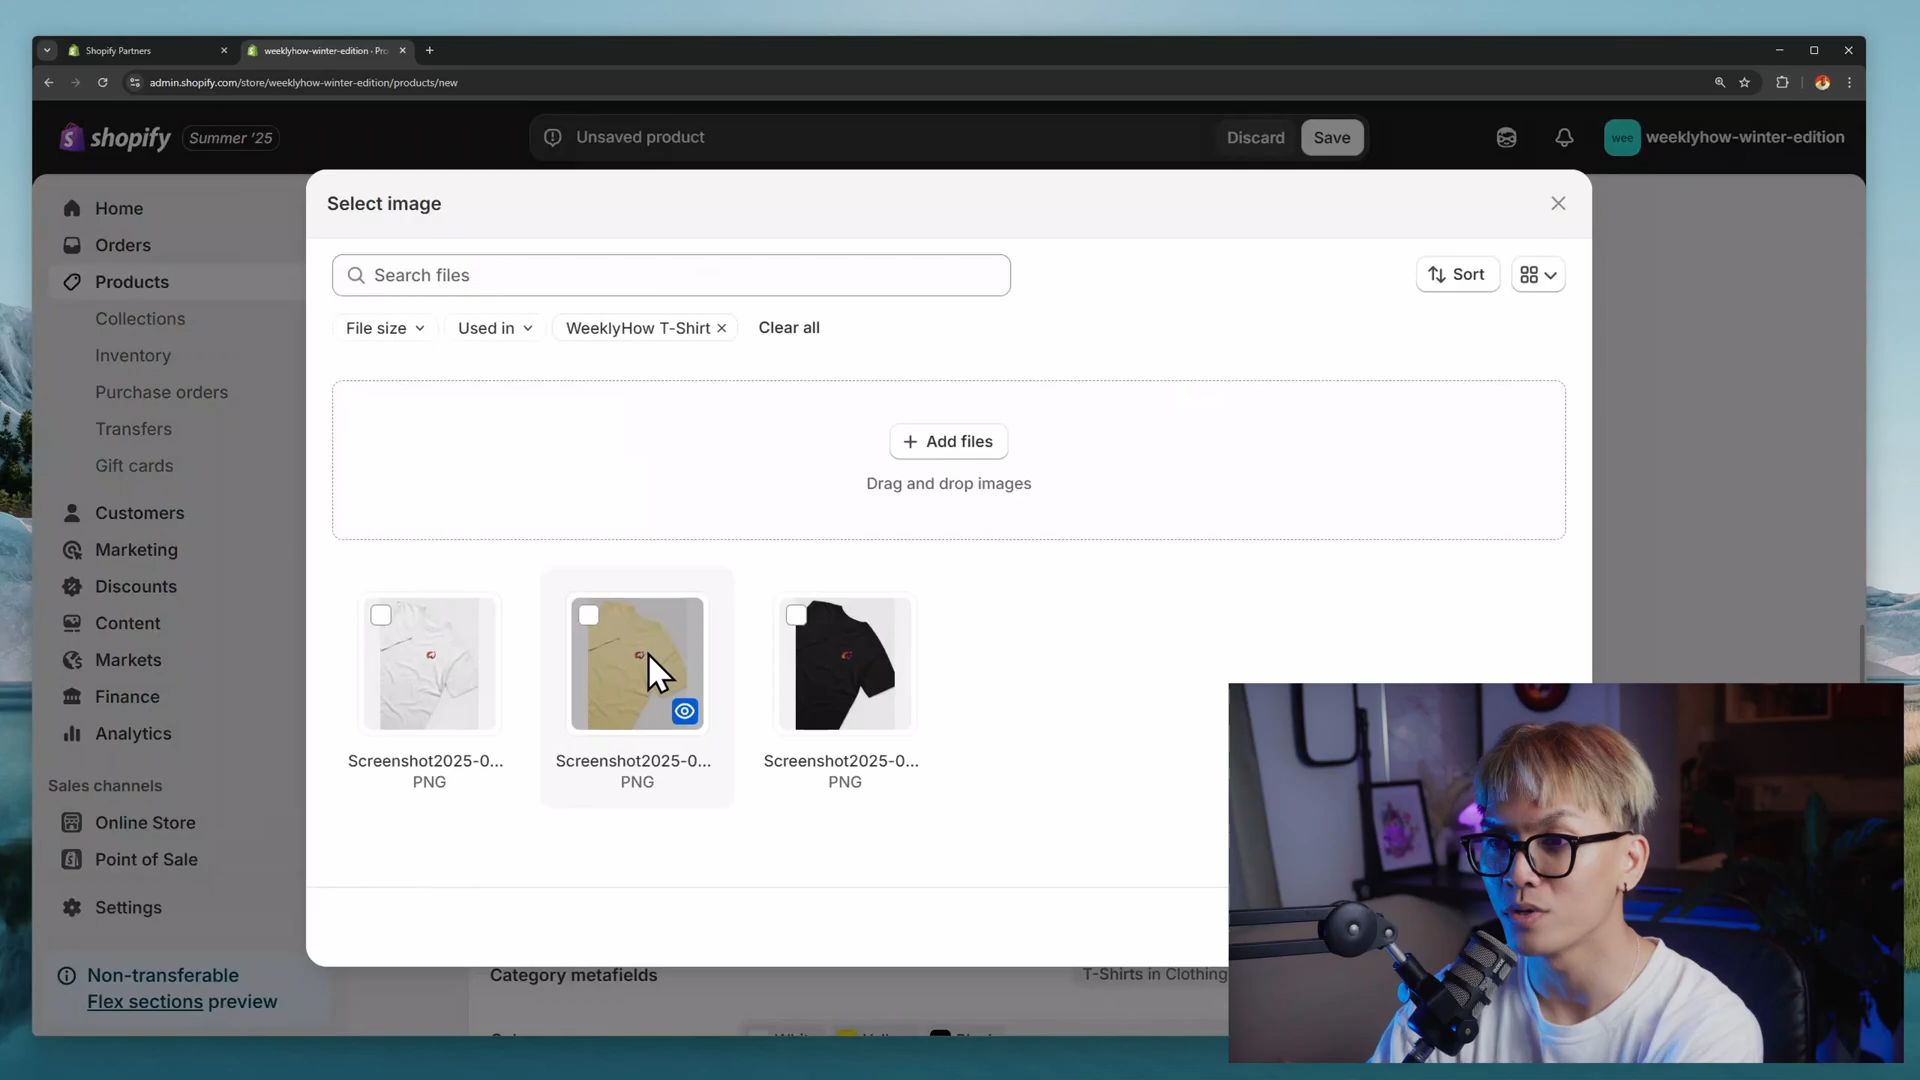 Shopify Partners
weeklyhow-winter-edition · Pro
admin.shopify.com/store/weeklyhow-winter-edition/products/new
shopify
Summer '25
Unsaved product
Discard
Save
wee
weeklyhow-winter-edition
Home
Orders
Products
Collections
Inventory
Purchase orders
Transfers
Gift cards
Customers
Marketing
Discounts
Content
Markets
Finance
Analytics
Sales channels
Online Store
Point of Sale
Settings
Non-transferable
Flex sections preview
Select image
Search files
Sort
File size
Used in
WeeklyHow T-Shirt
Clear all
Add files
Drag and drop images
Screenshot2025-0...
PNG
Screenshot2025-0...
PNG
Screenshot2025-0...
PNG
Category metafields
T-Shirts in Clothing